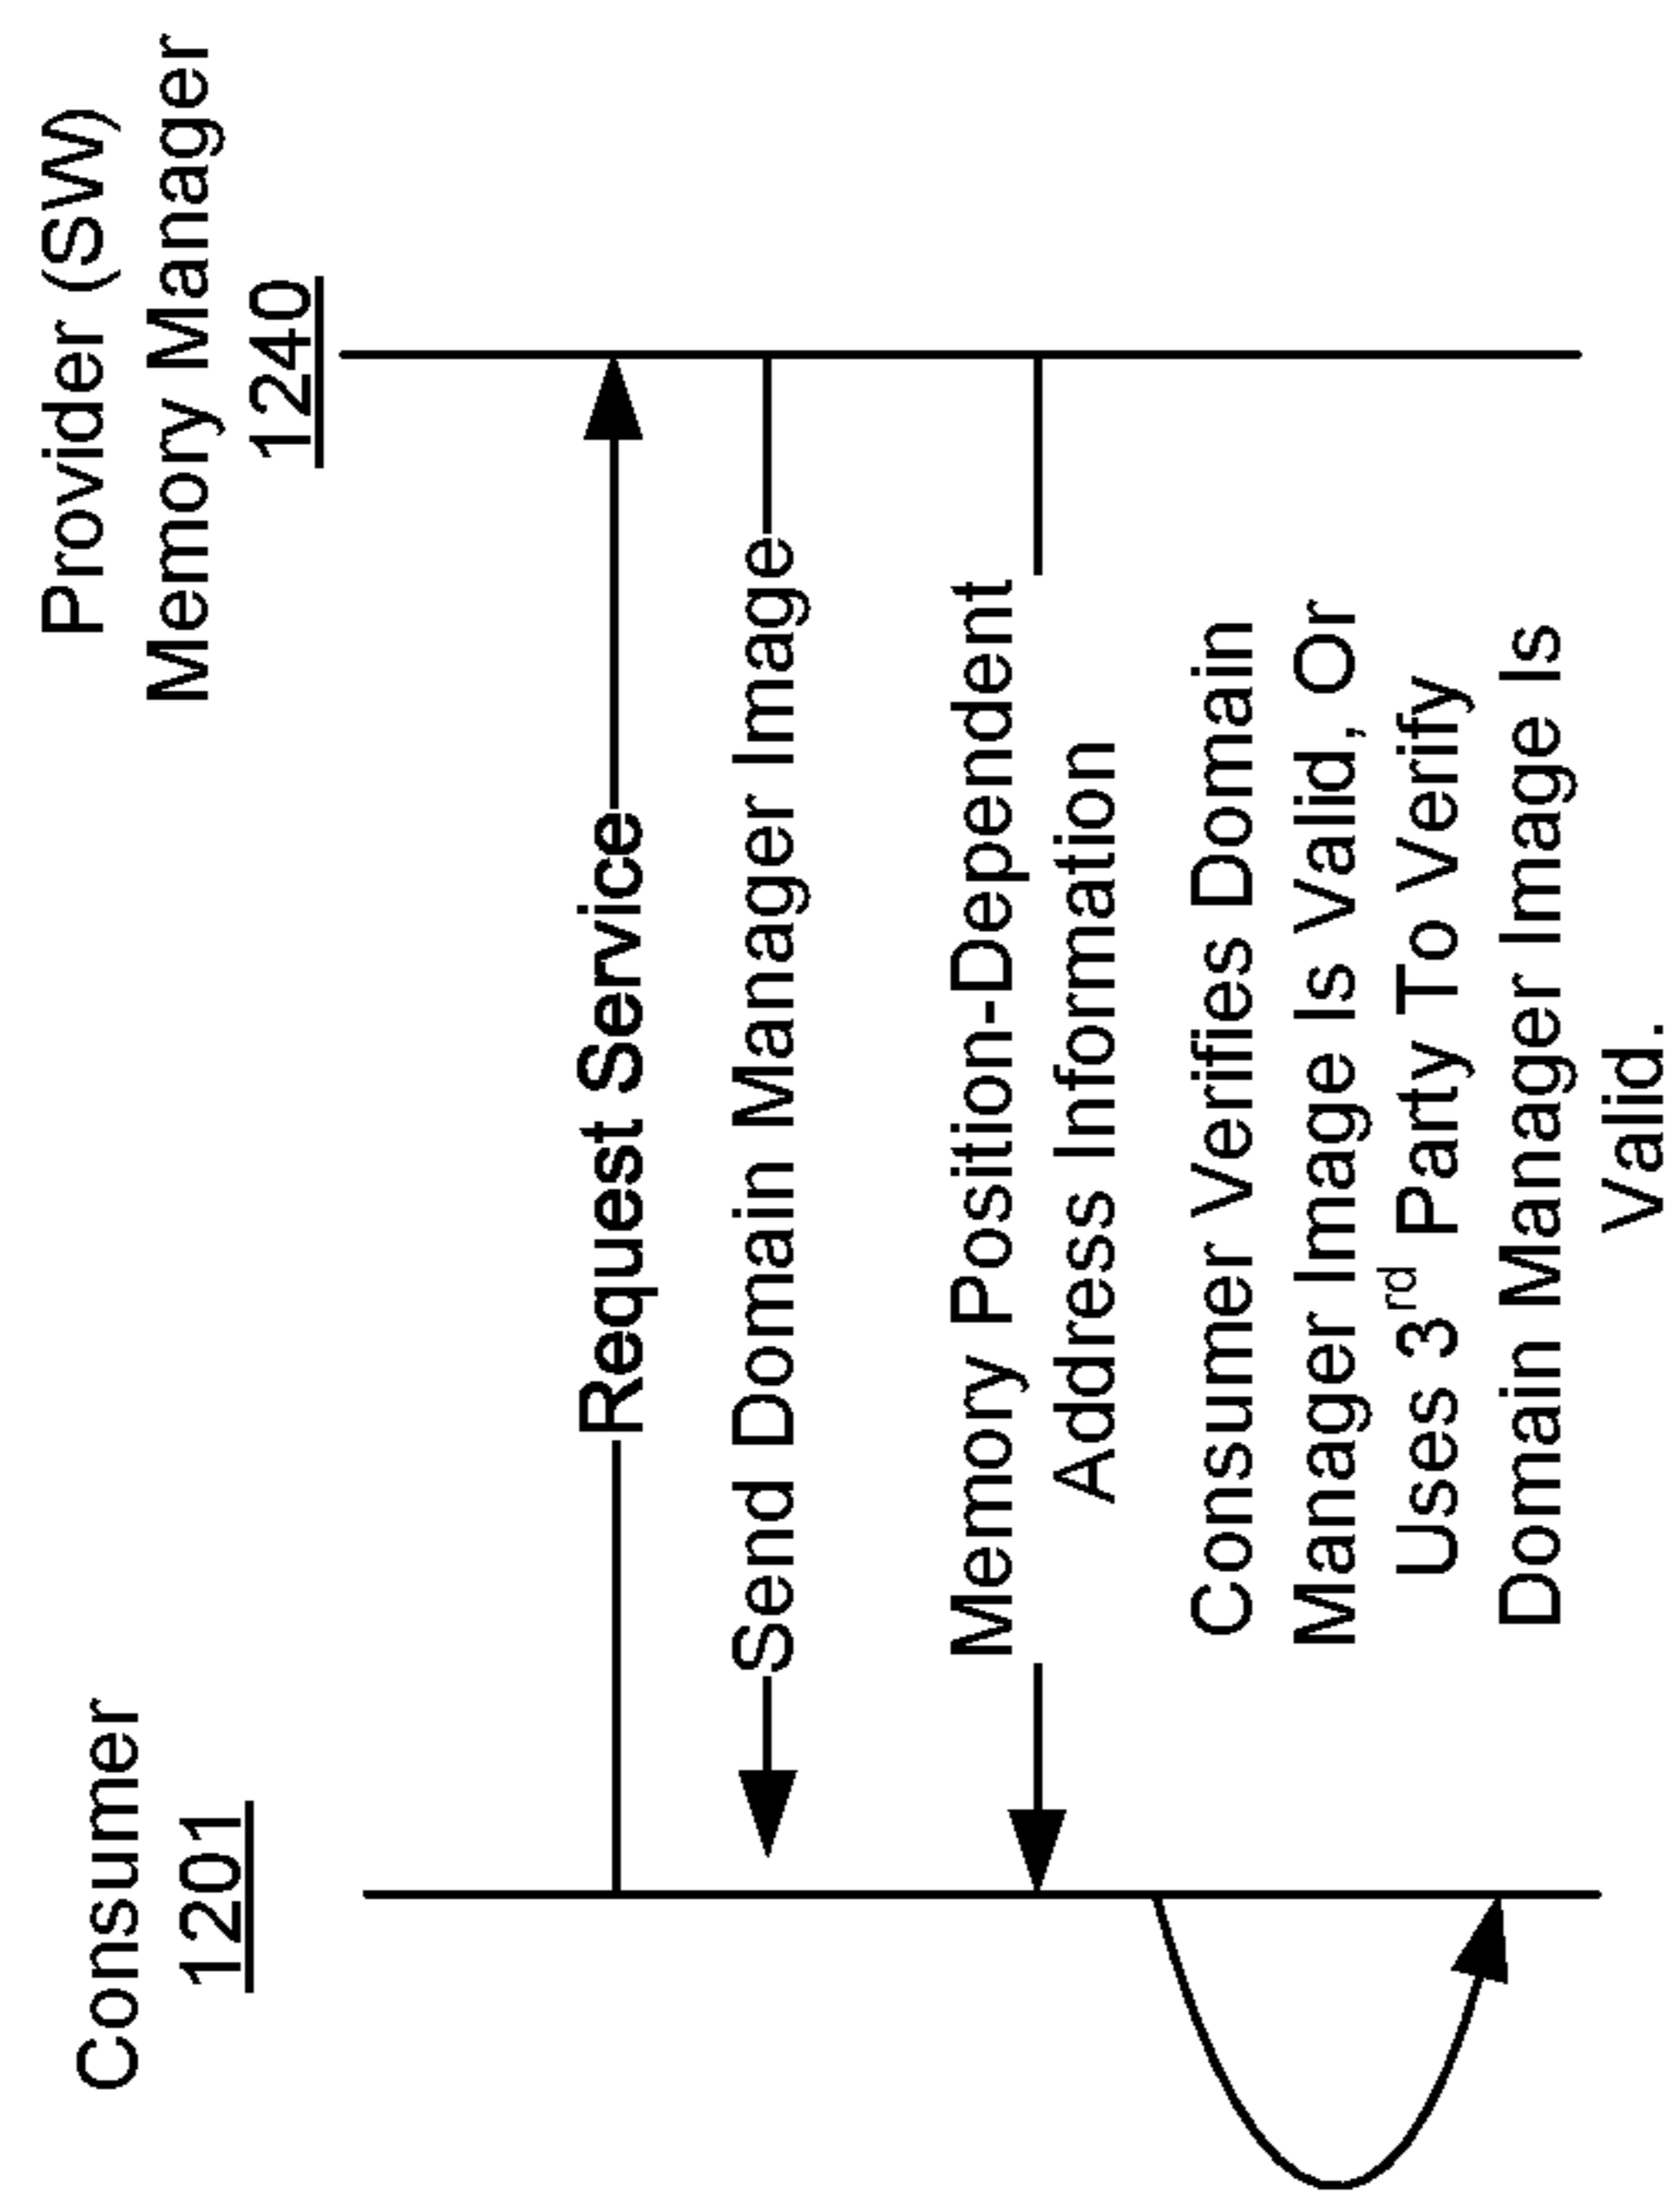 Consumer
1201
Provider (SW)
Memory Manager
1240
Request Service
Send Domain Manager Image
Memory Position-Dependent
Address Information
Consumer Verifies Domain
Manager Image Is Valid, Or
Uses 3rd Party To Verify
Domain Manager Image Is
Valid.